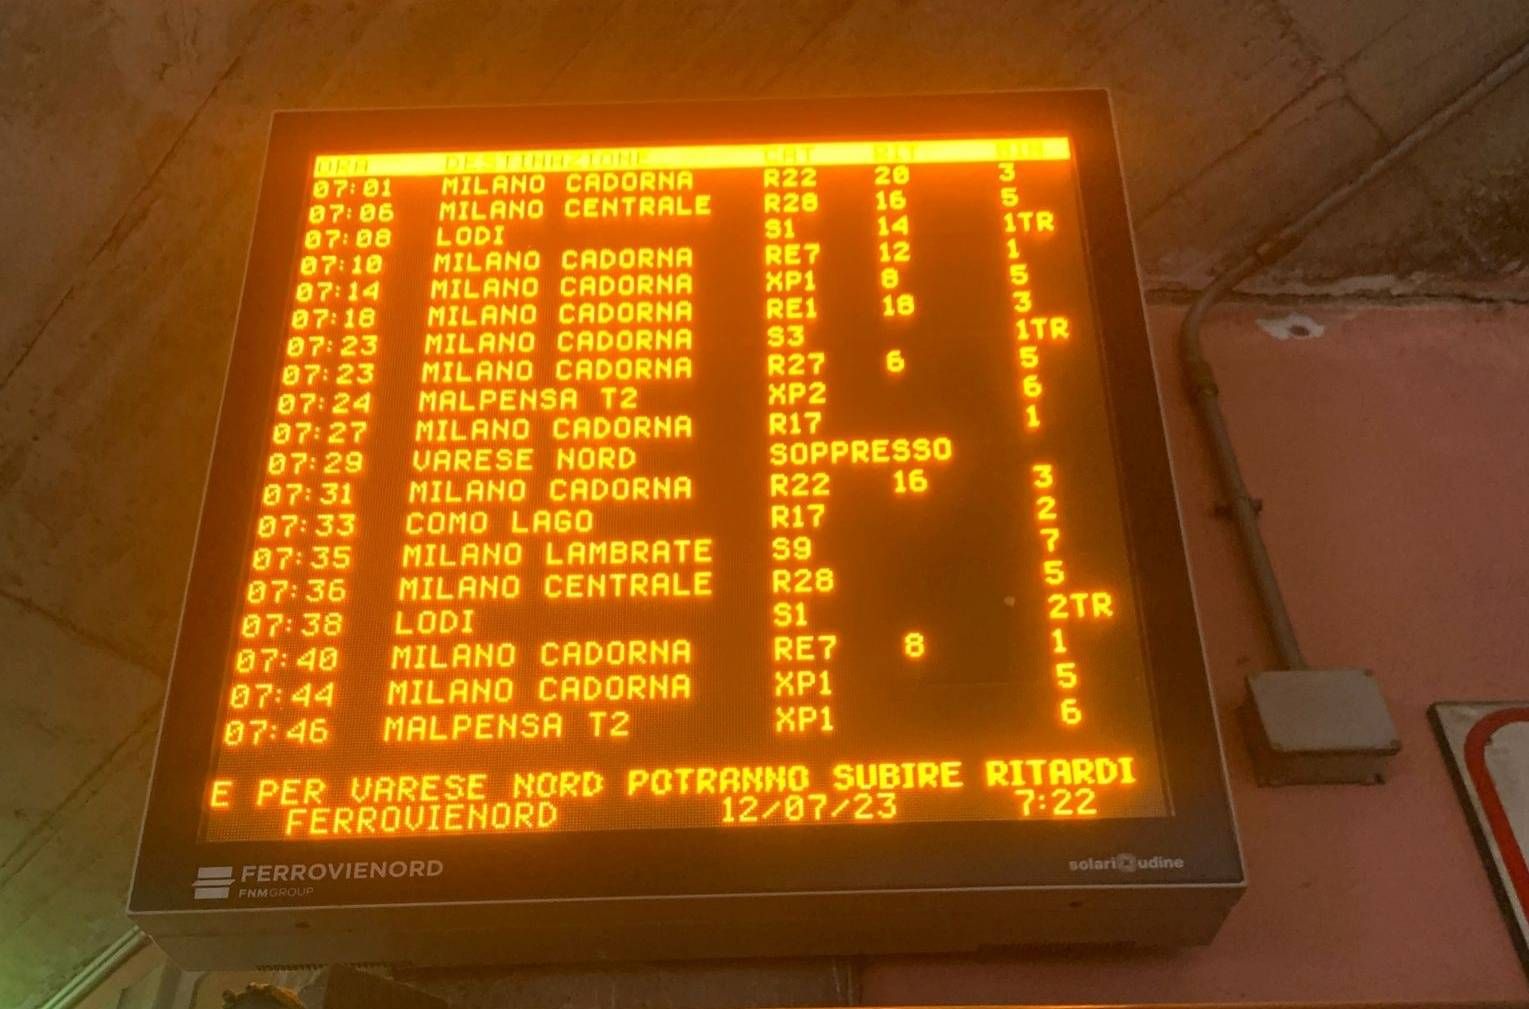 ORA DESTINAZIONE CAT RIT BIN
07:01 MILANO CADORNA R22 20 3
07:06 MILANO CENTRALE R28 16 5
07:08 LODI S1 14 1TR
07:10 MILANO CADORNA RE7 12 1
07:14 MILANO CADORNA XP1 8 5
07:18 MILANO CADORNA RE1 18 3
07:23 MILANO CADORNA S3 1TR
07:23 MILANO CADORNA R27 6 5
07:24 MALPENSA T2 XP2 6
07:27 MILANO CADORNA R17 1
07:29 VARESE NORD SOPPRESSO
07:31 MILANO CADORNA R22 16 3
07:33 COMO LAGO R17 2
07:35 MILANO LAMBRATE S9 7
07:36 MILANO CENTRALE R28 5
07:38 LODI S1 2TR
07:40 MILANO CADORNA RE7 8 1
07:44 MILANO CADORNA XP1 5
07:46 MALPENSA T2 XP1 6
E PER VARESE NORD POTRANNO SUBIRE RITARDI
FERROVIENORD 12/07/23 7:22
FERROVIENORD
FNMGROUP
solari udine